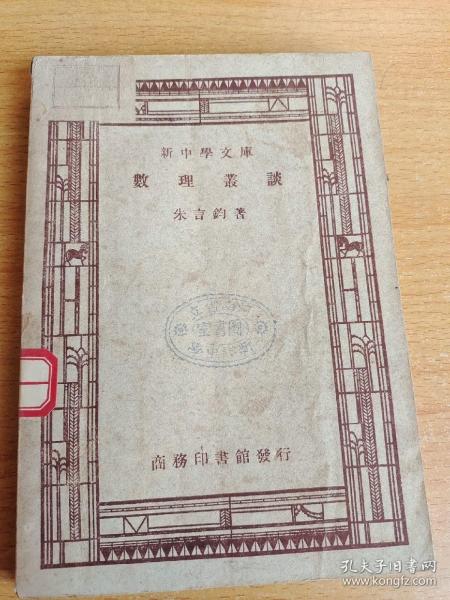 新中學文庫
數理叢談
朱言鈞著
商務印書館發行
孔夫子旧书网
www.kongfz.com